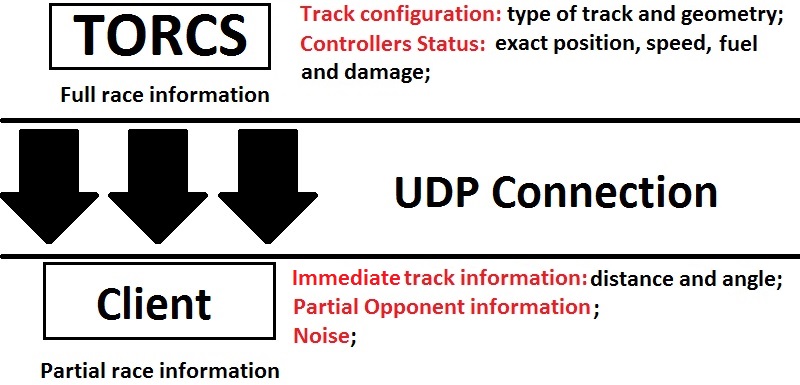 TORCS
Full race information
Track configuration: type of track and geometry;
Controllers Status: exact position, speed, fuel
and damage;
UDP Connection
Client
Partial race information
Immediate track information: distance and angle;
Partial Opponent information ;
Noise;